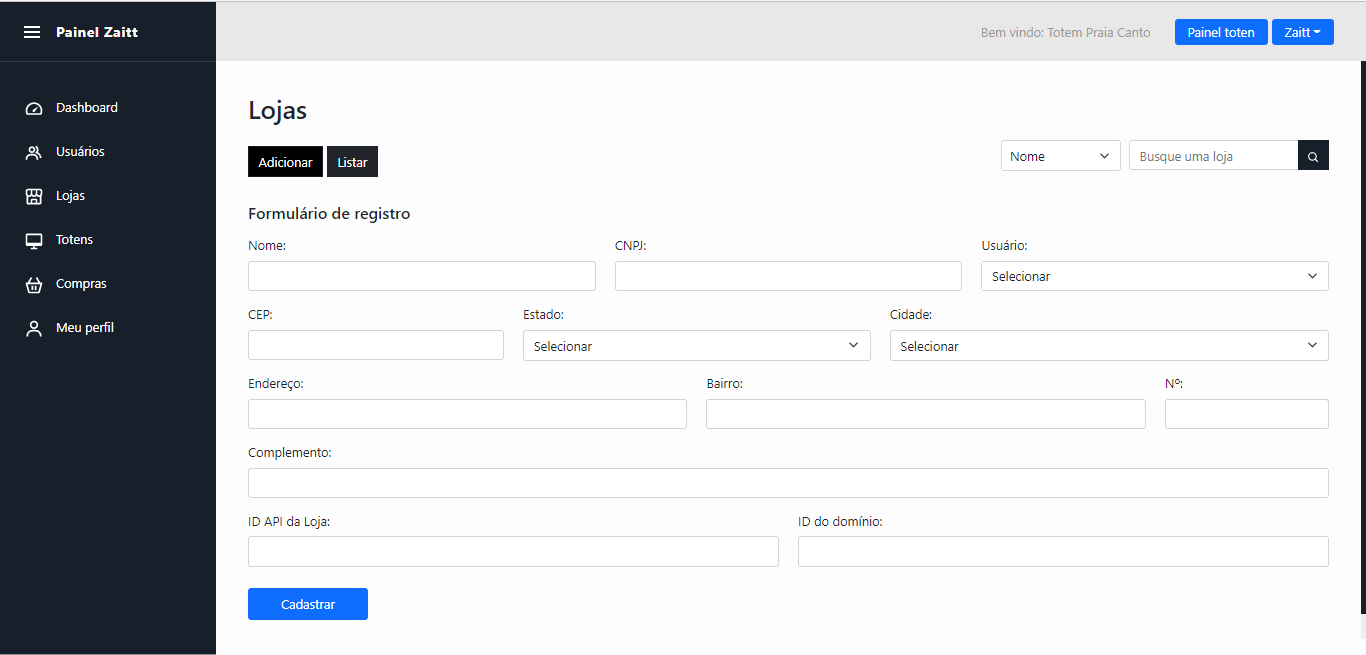 Painel Zaitt
Bem vindo: Totem Praia Canto
Painel toten
Zaitt
Dashboard
Usuários
Lojas
Totens
Compras
Meu perfil
Lojas
Adicionar
Listar
Nome
Busque uma loja
Formulário de registro
Nome:
CNPJ:
Usuário:
Selecionar
CEP:
Estado:
Cidade:
Selecionar
Selecionar
Endereço:
Bairro:
Nº:
Complemento:
ID API da Loja:
ID do domínio:
Cadastrar